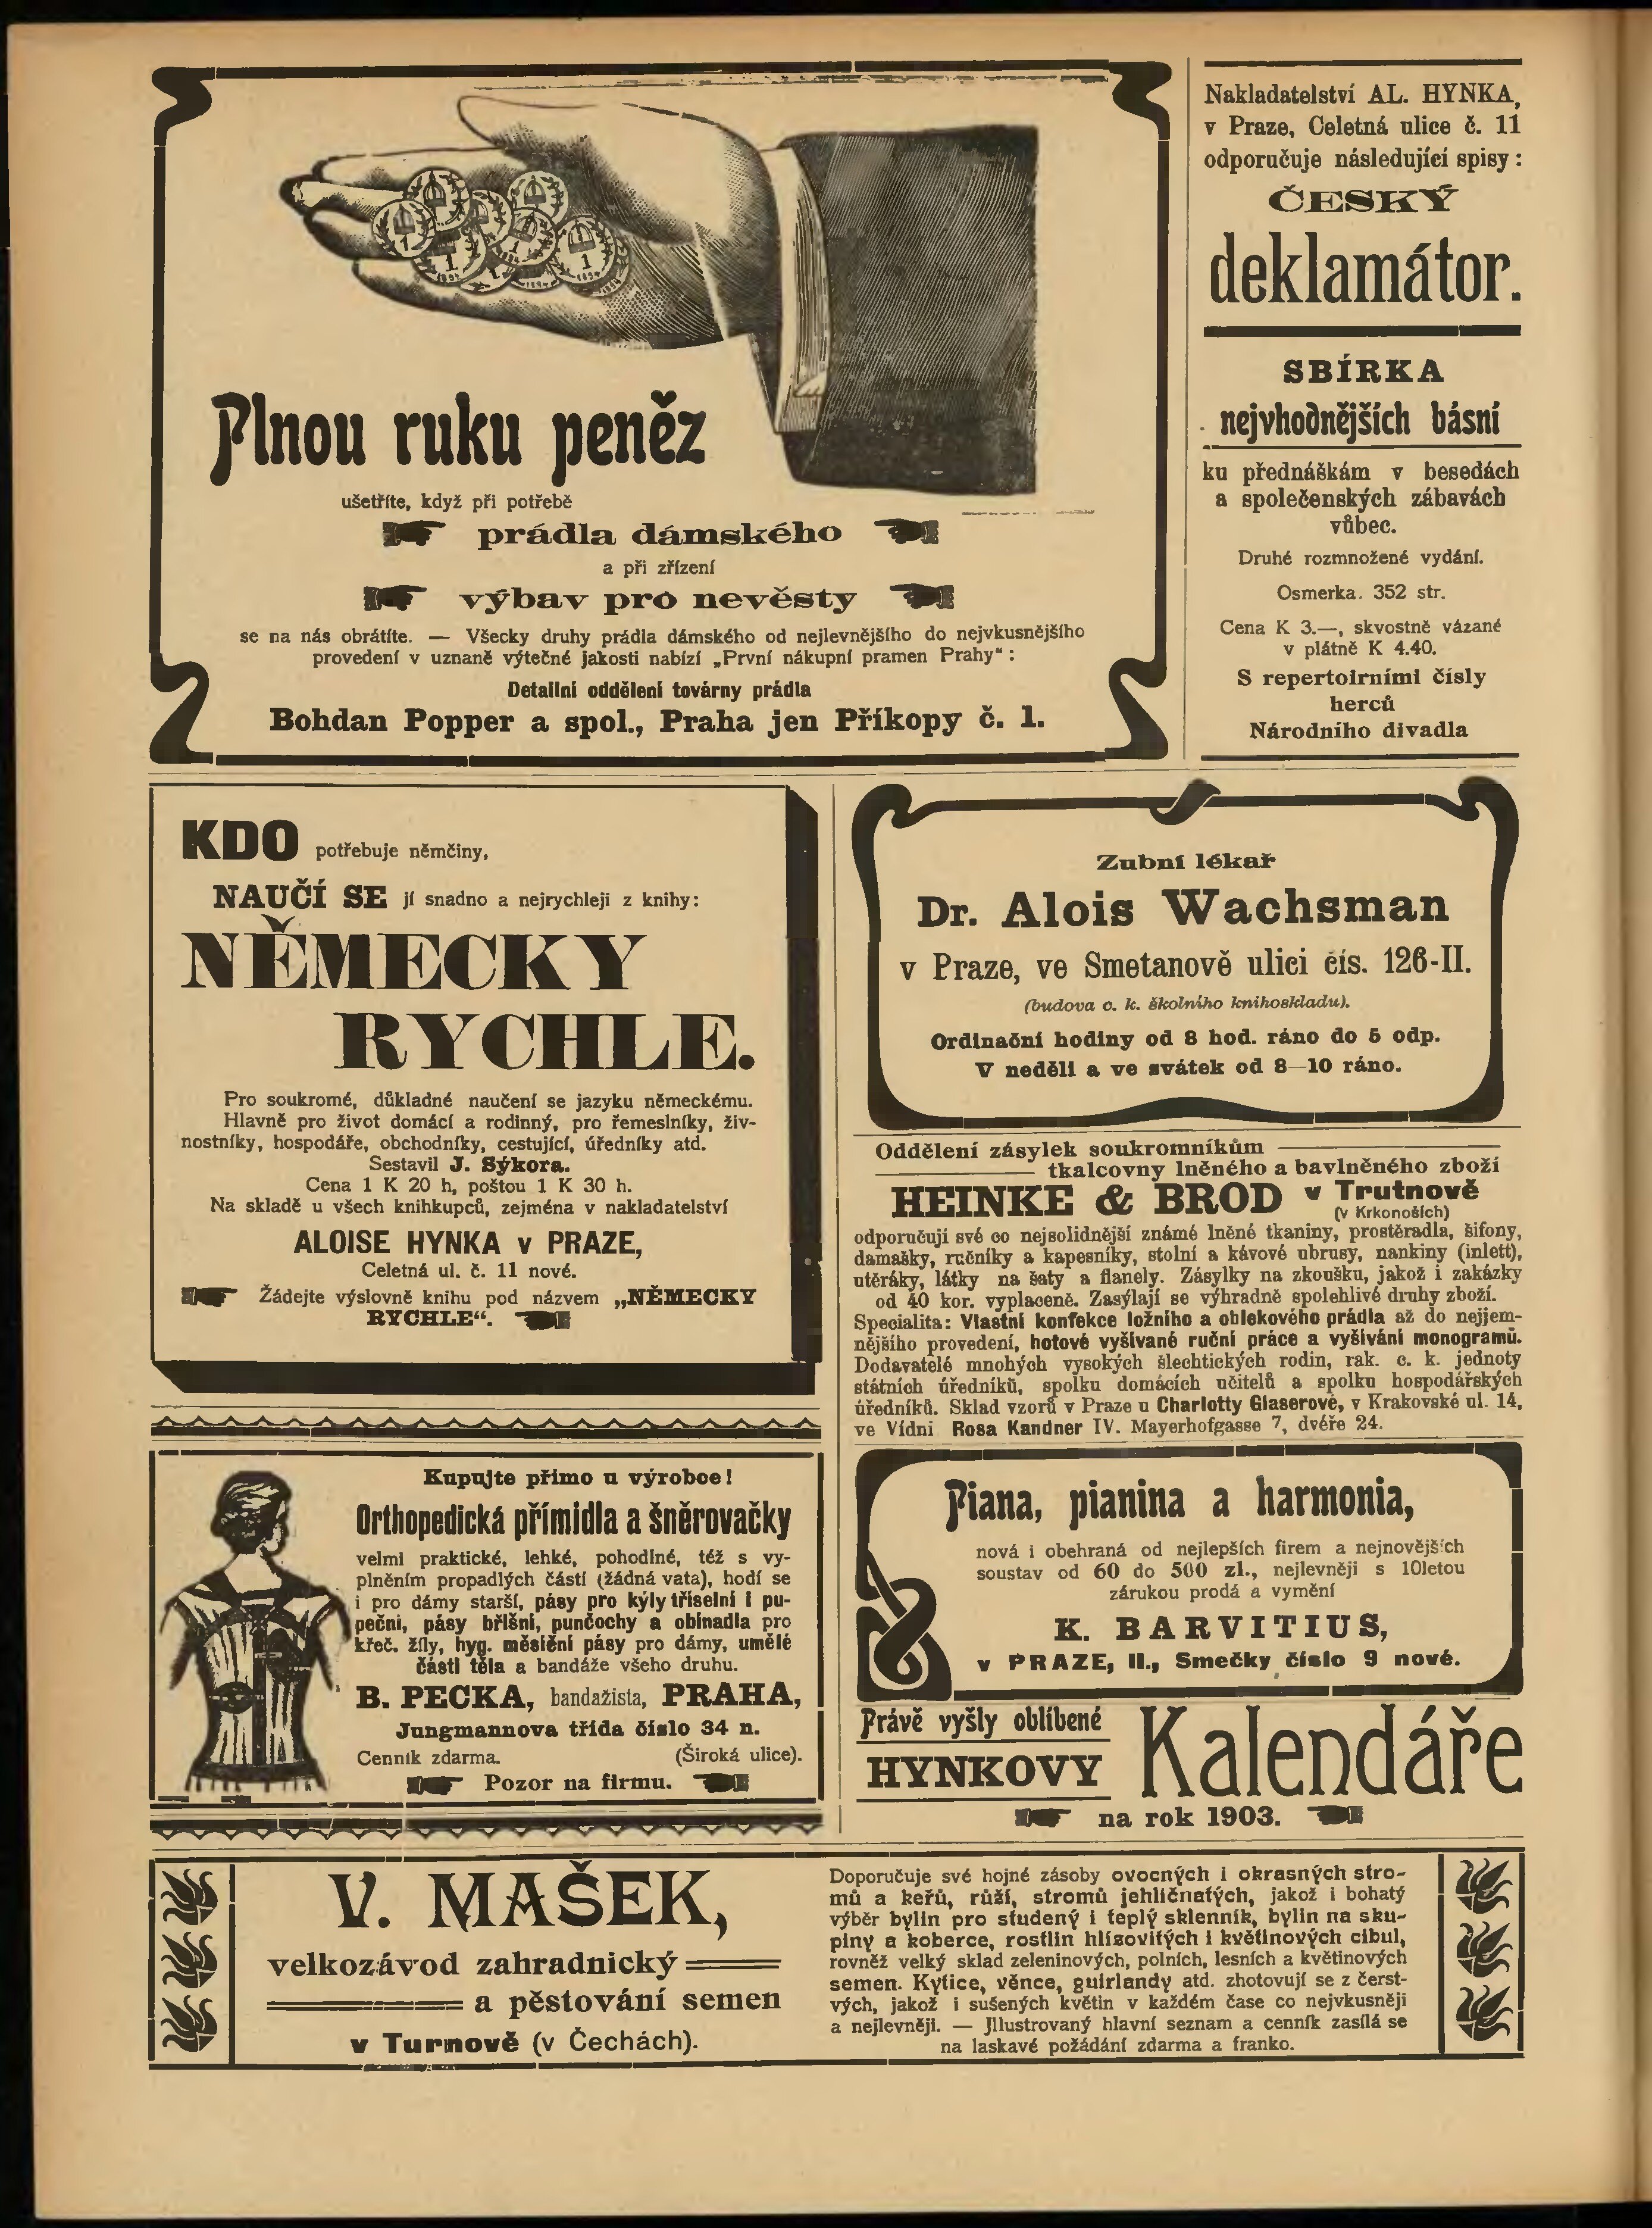 Plnou ruku peněz
ušetříte, když při potřebě
prádla dámského
a při zřízení
výbav pro nevěsty
se na nás obrátíte. — Všecky druhy prádla dámského od nejlevnějšího do nejvkusnějšího
provedení v uznaně výtečné jakosti nabízí „První nákupní pramen Prahy“:
Detailní oddělení továrny prádla
Bohdan Popper a spol., Praha jen Příkopy č. 1.
Nakladatelství AL. HYNKA,
v Praze, Celetná ulice č. 11
odporučuje následující spisy:
ČESKÝ
deklamátor.
SBÍRKA
nejvhodnějších básní
ku přednáškám v besedách
a společenských zábavách
vůbec.
Druhé rozmnožené vydání.
Osmerka. 352 str.
Cena K 3.—, skvostně vázané
v plátně K 4.40.
S repertoirními čísly
herců
Národního divadla
KDO potřebuje němčiny,
NAUČÍ SE jí snadno a nejrychleji z knihy:
NĚMECKY
RYCHLE.
Pro soukromé, důkladné naučení se jazyku německému.
Hlavně pro život domácí a rodinný, pro řemeslníky, živ-
nostníky, hospodáře, obchodníky, cestující, úředníky atd.
Sestavil J. Sýkora.
Cena 1 K 20 h, poštou 1 K 30 h.
Na skladě u všech knihkupců, zejména v nakladatelství
ALOISE HYNKA v PRAZE,
Celetná ul. č. 11 nové.
Žádejte výslovně knihu pod názvem „NĚMECKY
RYCHLE“.
Zubní lékař
Dr. Alois Wachsman
v Praze, ve Smetanově ulici čís. 126-II.
(budova c. k. školního knihoskladu).
Ordinační hodiny od 8 hod. ráno do 5 odp.
V neděli a ve svátek od 8—10 ráno.
Oddělení zásylek soukromníkům
tkalcovny lněného a bavlněného zboží
HEINKE & BROD v Trutnově
(v Krkonoších)
odporučují své co nejsolidnější známé lněné tkaniny, prostěradla, šifony,
damašky, ručníky a kapesníky, stolní a kávové ubrusy, nankiny (inlett),
utěráky, látky na šaty a flanely. Zásylky na zkoušku, jakož i zakázky
od 40 kor. vyplaceně. Zasýlají se výhradně spolehlivé druhy zboží.
Specialita: Vlastní konfekce ložního a oblekového prádla až do nejjem-
nějšího provedení, hotové vyšívané ruční práce a vyšívání monogramů.
Dodavatelé mnohých vysokých šlechtických rodin, rak. c. k. jednoty
státních úředníků, spolku domácích učitelů a spolku hospodářských
úředníků. Sklad vzorů v Praze u Charlotty Glaserové, v Krakovské ul. 14,
ve Vídni Rosa Kandner IV. Mayerhofgasse 7, dvéře 24.
Kupujte přímo u výrobce!
Orthopedická přímidla a šněrovačky
velmi praktické, lehké, pohodlné, též s vy-
plněním propadlých částí (žádná vata), hodí se
i pro dámy starší, pásy pro kýly tříselní i pu-
peční, pásy břišní, punčochy a obinadla pro
křeč. žíly, hyg. měsíční pásy pro dámy, umělé
části těla a bandáže všeho druhu.
B. PECKA, bandažista, PRAHA,
Jungmannova třída číslo 34 n.
Cenník zdarma. (Široká ulice).
Pozor na firmu.
Piana, pianina a harmonia,
nová i obehraná od nejlepších firem a nejnovějších
soustav od 60 do 500 zl., nejlevněji s 10letou
zárukou prodá a vymění
K. BARVITIUS,
v PRAZE, II., Smečky číslo 9 nové.
Právě vyšly oblíbené
HYNKOVY Kalendáře
na rok 1903.
V. MAŠEK,
velkozávod zahradnický
a pěstování semen
v Turnově (v Čechách).
Doporučuje své hojné zásoby ovocných i okrasných stro-
mů a keřů, růží, stromů jehličnatých, jakož i bohatý
výběr bylin pro studený i teplý sklenník, bylin na sku-
piny a koberce, rostlin hlízovitých i květinových cibul,
rovněž velký sklad zeleninových, polních, lesních a květinových
semen. Kytice, věnce, guirlandy atd. zhotovují se z čerst-
vých, jakož i sušených květin v každém čase co nejvkusněji
a nejlevněji. — Jllustrovaný hlavní seznam a cenník zasílá se
na laskavé požádání zdarma a franko.